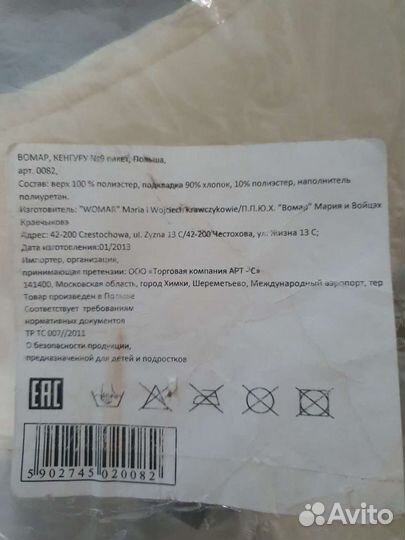 ВОМАР, КЕНГУРУ №9 пакет, Польша,
арт. 0082,
Состав: верх 100 % полиэстер, подкладка 90% хлопок, 10% полиэстер, наполнитель
полиуретан.
Изготовитель: "WOMAR" Maria i Wojciech Krawczykowie/П.П.Ю.Х. "Вомар" Мария и Войцэх
Кравчыковэ
Адрес: 42-200 Czestochowa, ul. Zyzna 13 C/42-200 Честохова, ул. Жизна 13 С;
Дата изготовления:01/2013
Импортер, организация,
принимающая претензии: ООО «Торговая компания АРТ -'С»
141400, Московская область, город Химки, Шереметьево, Международный аэропорт, тер
Товар произведен в Польше
Соответствует требованиям
нормативных документов
ТР ТС 007//2011
О безопасности продукции,
предназначенной для детей и подростков
EAC
5 902745 020082
Avito